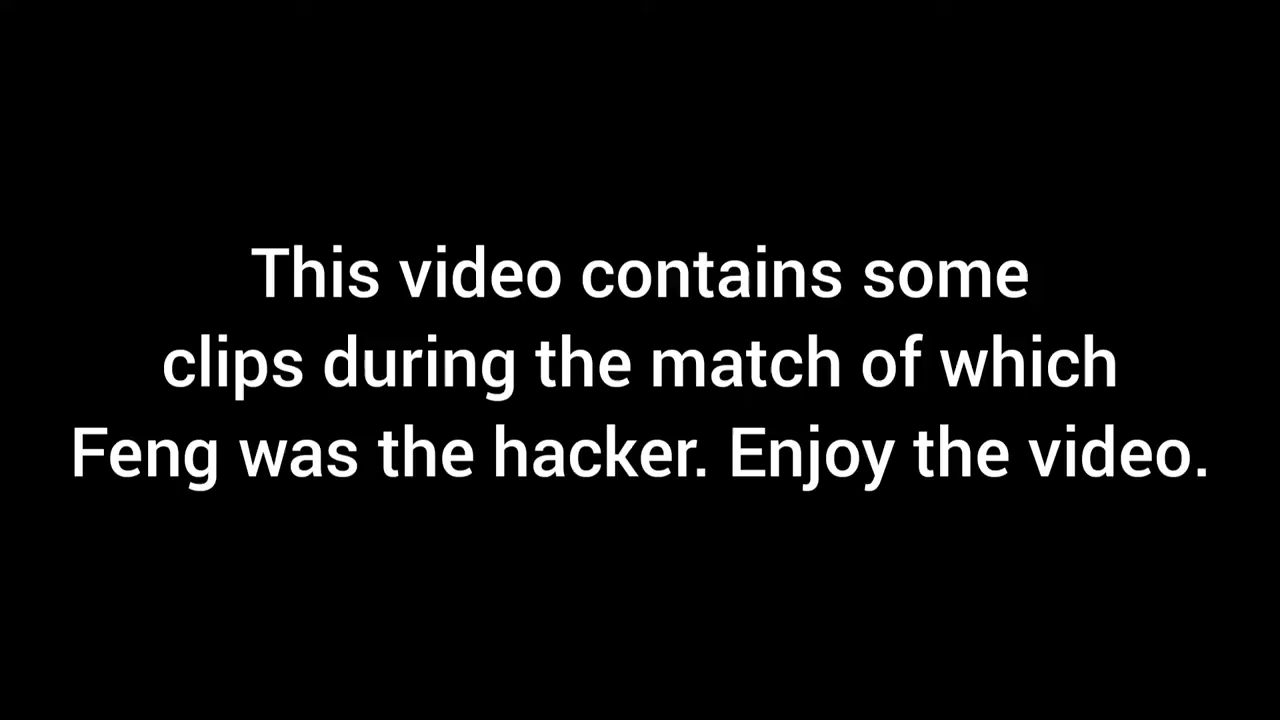 This video contains some
clips during the match of which
Feng was the hacker. Enjoy the video.